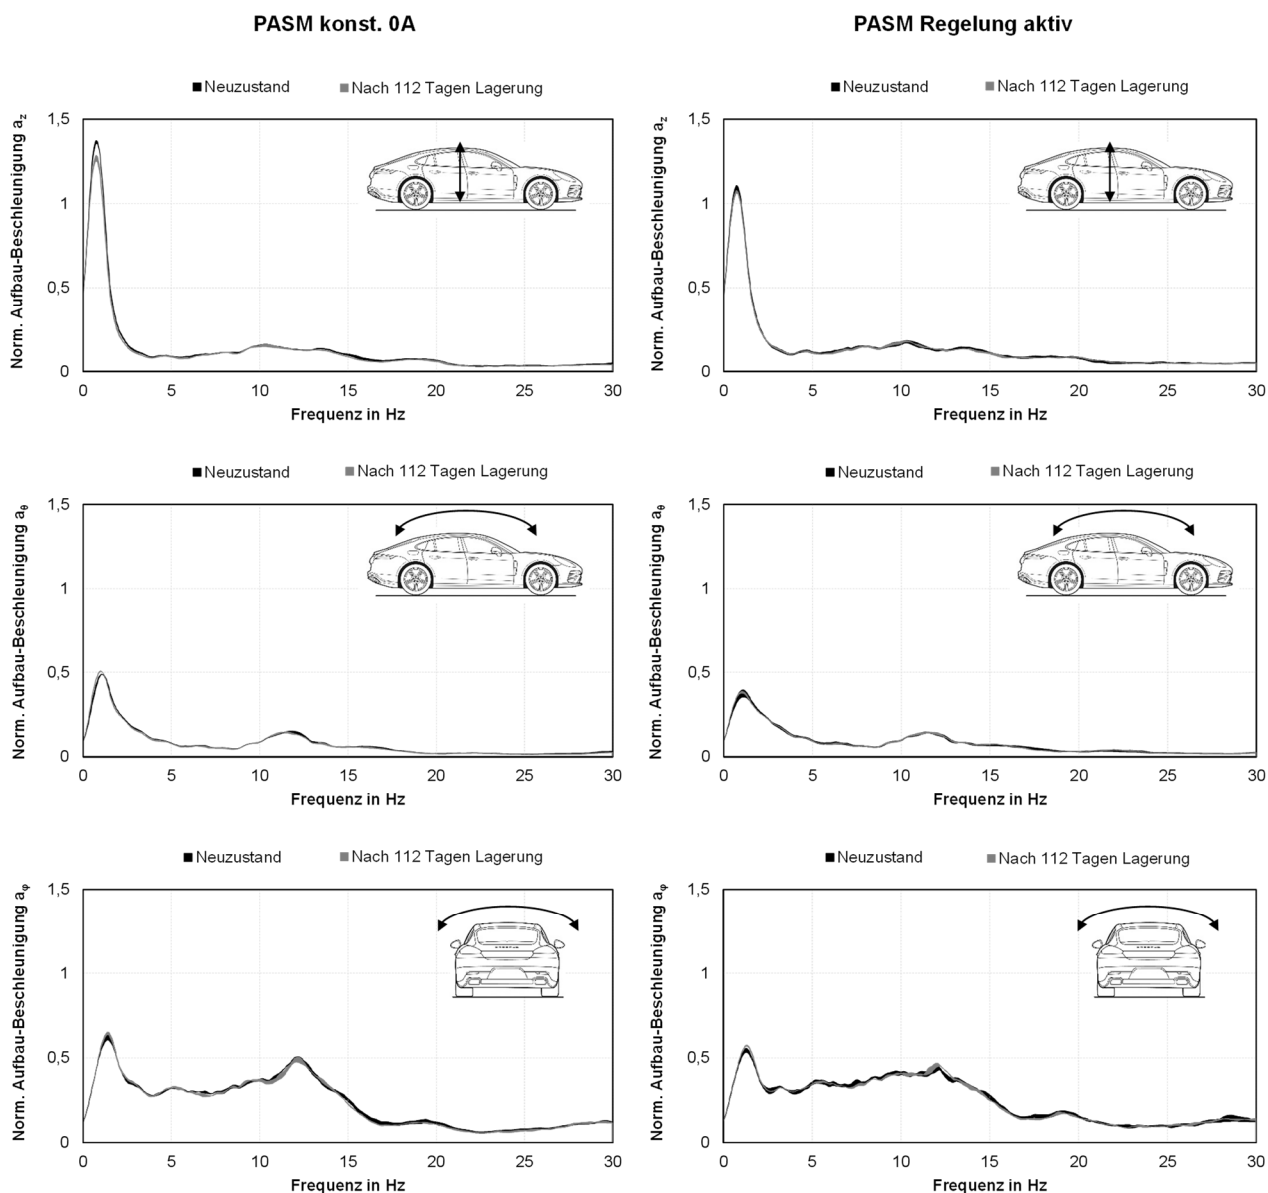 PASM konst. 0A
PASM Regelung aktiv
Neuzustand
Nach 112 Tagen Lagerung
Norm. Aufbau-Beschleunigung az
1,5
1
0,5
0
0 5 10 15 20 25 30
Frequenz in Hz
Neuzustand
Nach 112 Tagen Lagerung
Norm. Aufbau-Beschleunigung az
1,5
1
0,5
0
0 5 10 15 20 25 30
Frequenz in Hz
Neuzustand
Nach 112 Tagen Lagerung
Norm. Aufbau-Beschleunigung aθ
1,5
1
0,5
0
0 5 10 15 20 25 30
Frequenz in Hz
Neuzustand
Nach 112 Tagen Lagerung
Norm. Aufbau-Beschleunigung aθ
1,5
1
0,5
0
0 5 10 15 20 25 30
Frequenz in Hz
Neuzustand
Nach 112 Tagen Lagerung
Norm. Aufbau-Beschleunigung aφ
1,5
1
0,5
0
0 5 10 15 20 25 30
Frequenz in Hz
Neuzustand
Nach 112 Tagen Lagerung
Norm. Aufbau-Beschleunigung aφ
1,5
1
0,5
0
0 5 10 15 20 25 30
Frequenz in Hz